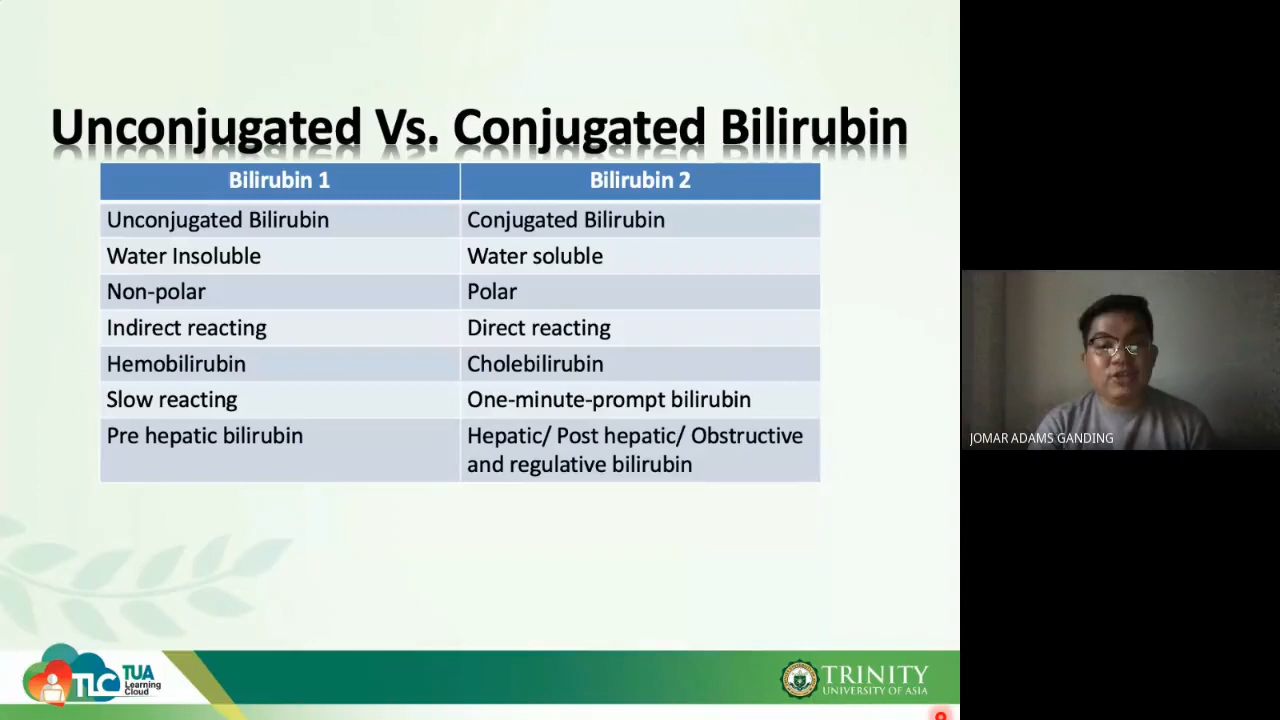 Unconjugated Vs. Conjugated Bilirubin
Bilirubin 1 Bilirubin 2
Unconjugated Bilirubin Conjugated Bilirubin
Water Insoluble Water soluble
Non-polar Polar
Indirect reacting Direct reacting
Hemobilirubin Cholebilirubin
Slow reacting One-minute-prompt bilirubin
Pre hepatic bilirubin Hepatic/ Post hepatic/ Obstructive
and regulative bilirubin
JOMAR ADAMS GANDING
TLC TUA
Learning
Cloud
TRINITY
UNIVERSITY OF ASIA